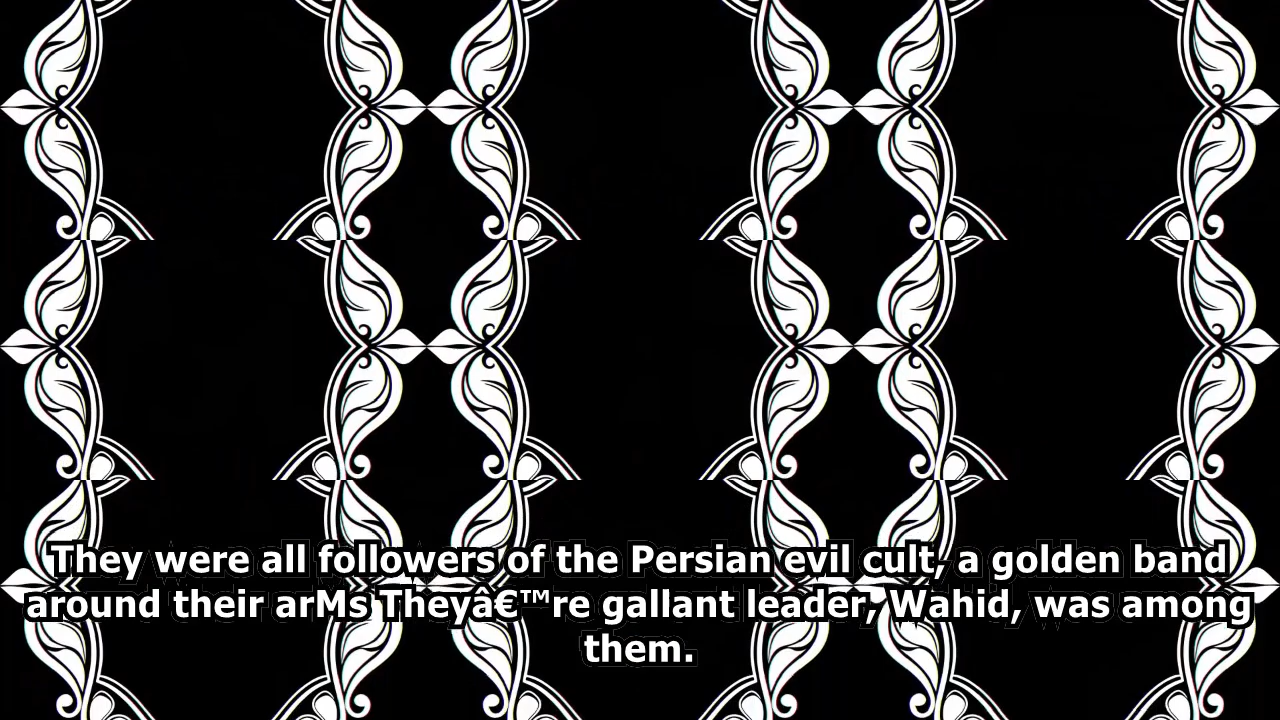 They were all followers of the Persian evil cult, a golden band
around their arMs Theyâ€™re gallant leader, Wahid, was among
them.